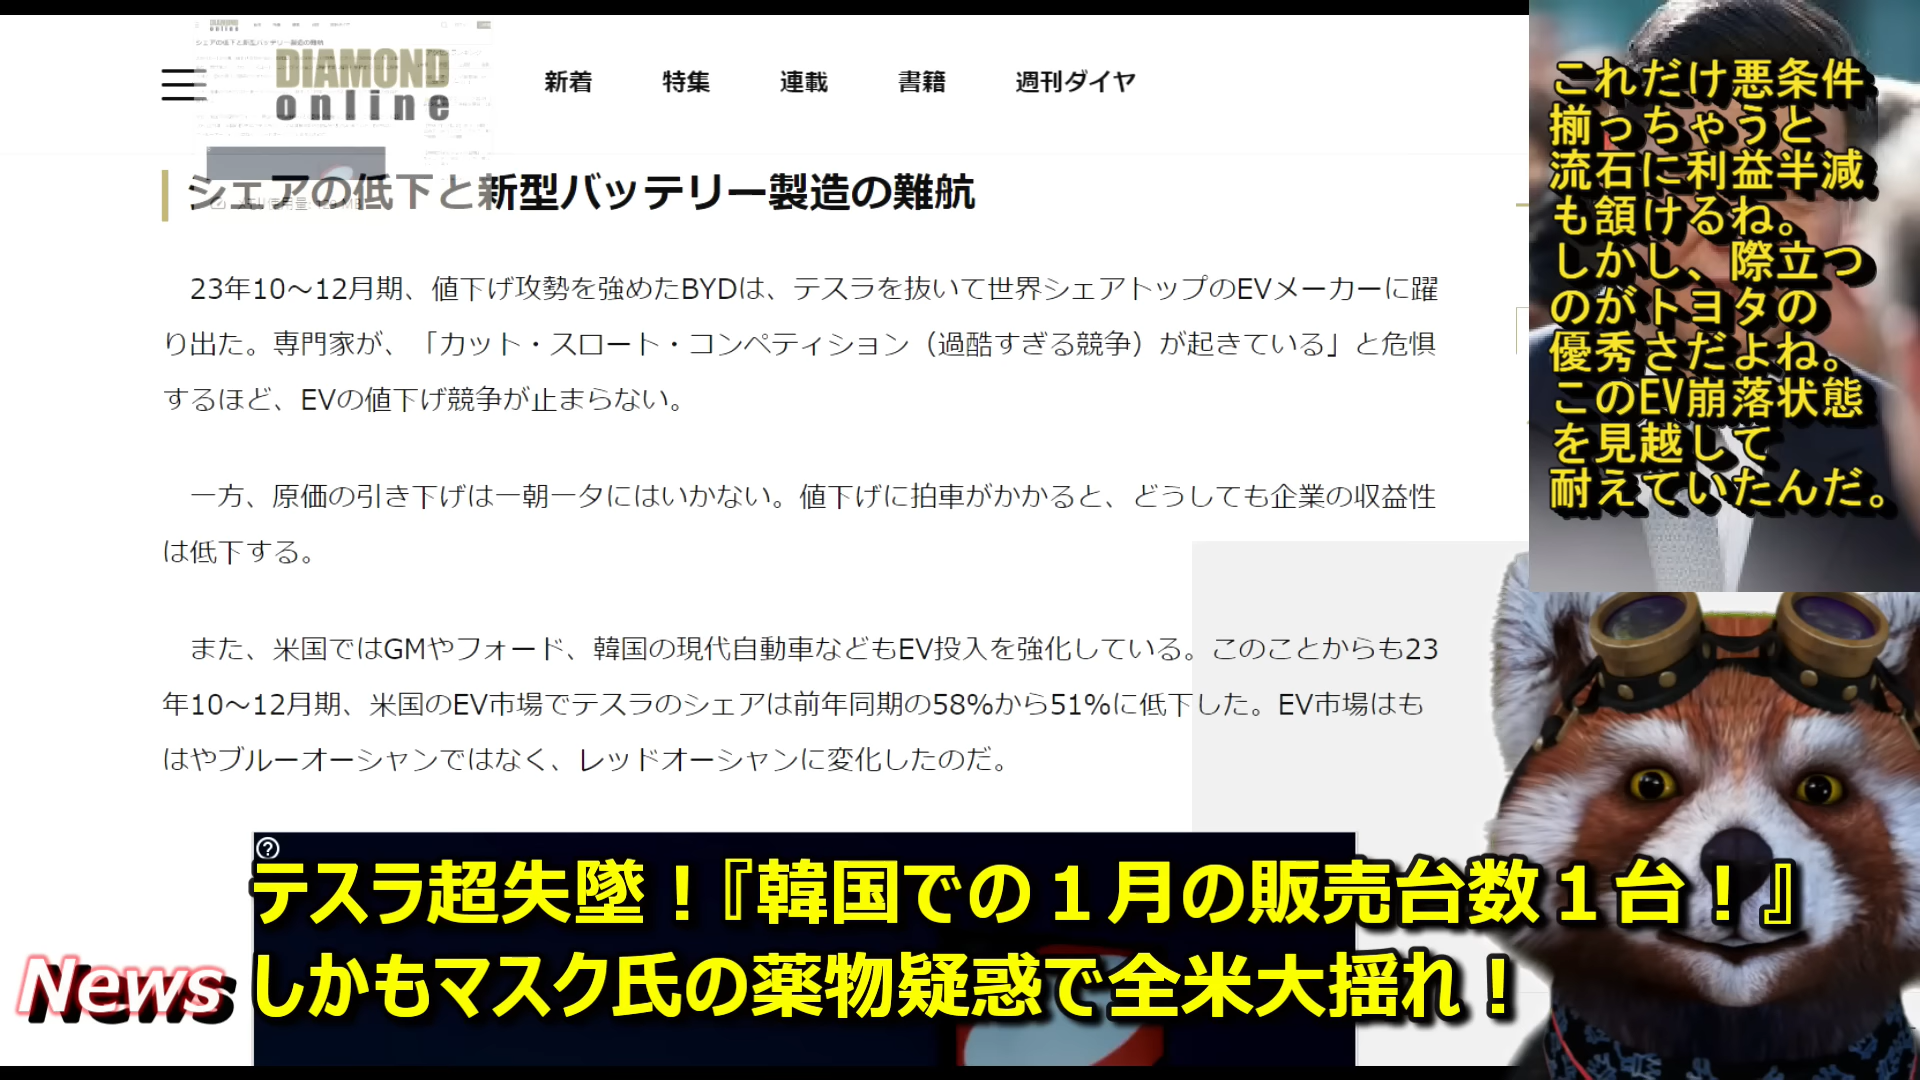 DIAMOND
online
新着
特集
連載
書籍
週刊ダイヤ
シェアの低下と新型バッテリー製造の難航
23年10～12月期、値下げ攻勢を強めたBYDは、テスラを抜いて世界シェアトップのEVメーカーに躍
り出た。専門家が、「カット・スロート・コンペティション（過酷すぎる競争）が起きている」と危惧
するほど、EVの値下げ競争が止まらない。
一方、原価の引き下げは一朝一夕にはいかない。値下げに拍車がかかると、どうしても企業の収益性
は低下する。
また、米国ではGMやフォード、韓国の現代自動車などもEV投入を強化している。このことからも23
年10～12月期、米国のEV市場でテスラのシェアは前年同期の58%から51%に低下した。EV市場はも
はやブルーオーシャンではなく、レッドオーシャンに変化したのだ。
これだけ悪条件
揃っちゃうと
流石に利益半減
も頷けるね。
しかし、際立つ
のがトヨタの
優秀さだよね。
このEV崩落状態
を見越して
耐えていたんだ。
テスラ超失墜！『韓国での１月の販売台数１台！』
しかもマスク氏の薬物疑惑で全米大揺れ！
News